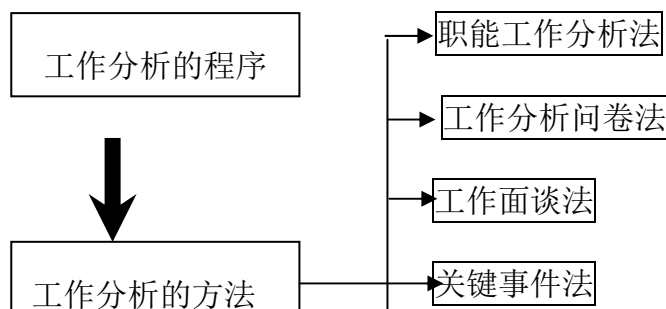 工作分析的程序
工作分析的方法
职能工作分析法
工作分析问卷法
工作面谈法
关键事件法